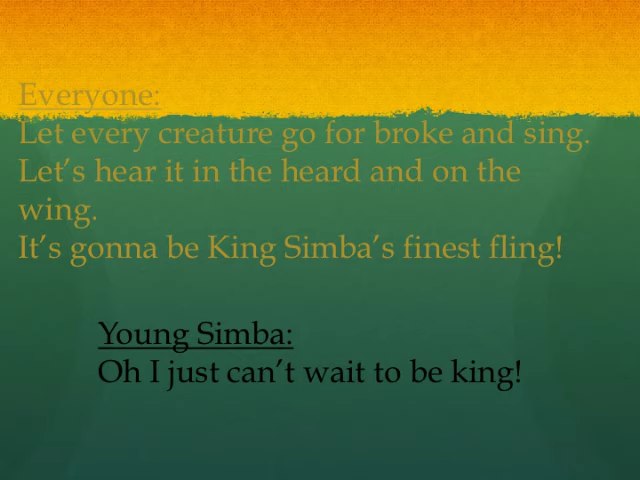 Everyone:
Let every creature go for broke and sing.
Let’s hear it in the heard and on the
wing.
It’s gonna be King Simba’s finest fling!
Young Simba:
Oh I just can’t wait to be king!